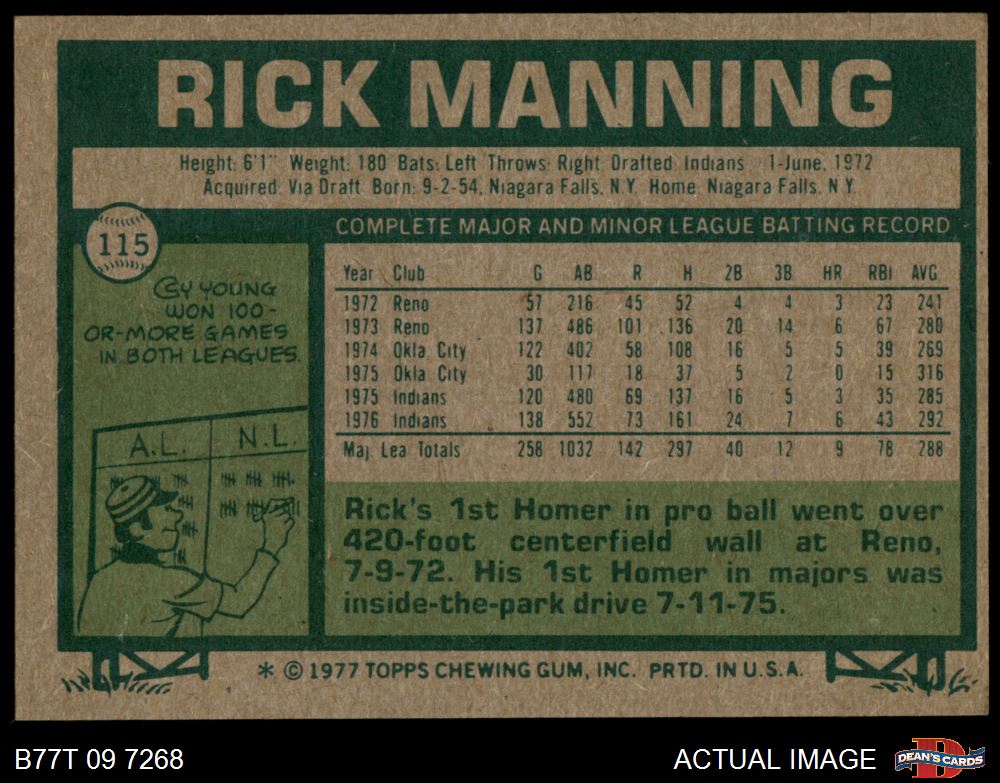 RICK MANNING
Height: 6'1" Weight: 180 Bats: Left Throws: Right Drafted Indians 1-June, 1972
Acquired: Via Draft Born: 9-2-54, Niagara Falls, N.Y. Home: Niagara Falls, N.Y.
115
CY YOUNG
WON 100-
OR-MORE GAMES
IN BOTH LEAGUES.
A.L. N.L.
COMPLETE MAJOR AND MINOR LEAGUE BATTING RECORD
Year Club G AB R H 2B 3B HR RBI AVG
1972 Reno 57 216 45 52 4 4 3 23 241
1973 Reno 137 486 101 136 20 14 6 67 280
1974 Okla City 122 402 58 108 16 5 5 39 269
1975 Okla City 30 117 18 37 5 2 0 15 316
1975 Indians 120 480 69 137 16 5 3 35 285
1976 Indians 138 552 73 161 24 7 6 43 292
Maj Lea Totals 258 1032 142 297 40 12 9 78 288
Rick's 1st Homer in pro ball went over
420-foot centerfield wall at Reno,
7-9-72. His 1st Homer in majors was
inside-the-park drive 7-11-75.
* © 1977 TOPPS CHEWING GUM, INC. PRTD. IN U.S.A.
B77T 09 7268
ACTUAL IMAGE
D
DEAN'S CARDS